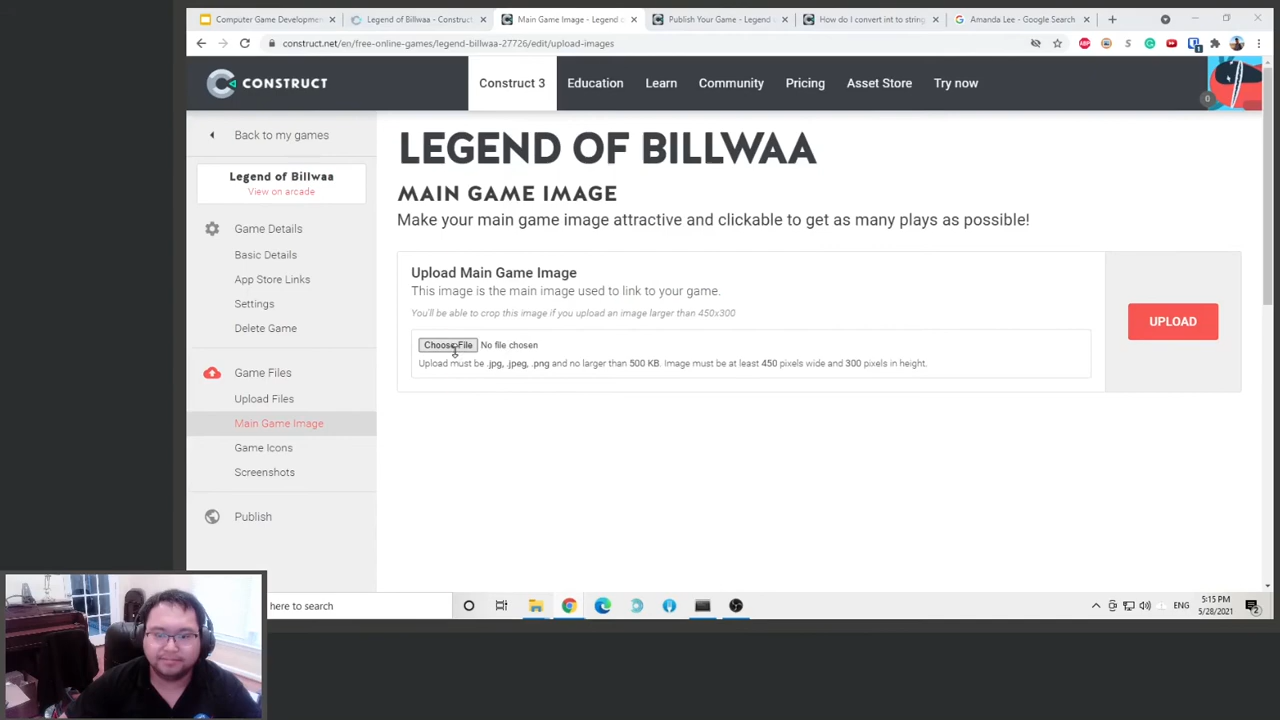 Computer Game Developmen
Legend of Billwaa - Construct
Main Game Image - Legend o
Publish Your Game - Legend
How do I convert int to string
Amanda Lee - Google Search
construct.net/en/free-online-games/legend-billwaa-27726/edit/upload-images
CONSTRUCT
Construct 3
Education
Learn
Community
Pricing
Asset Store
Try now
0
Back to my games
Legend of Billwaa
View on arcade
Game Details
Basic Details
App Store Links
Settings
Delete Game
Game Files
Upload Files
Main Game Image
Game Icons
Screenshots
Publish
LEGEND OF BILLWAA
MAIN GAME IMAGE
Make your main game image attractive and clickable to get as many plays as possible!
Upload Main Game Image
This image is the main image used to link to your game.
You'll be able to crop this image if you upload an image larger than 450x300
Choose File No file chosen
Upload must be .jpg, .jpeg, .png and no larger than 500 KB. Image must be at least 450 pixels wide and 300 pixels in height.
UPLOAD
here to search
ENG
5:15 PM
5/28/2021